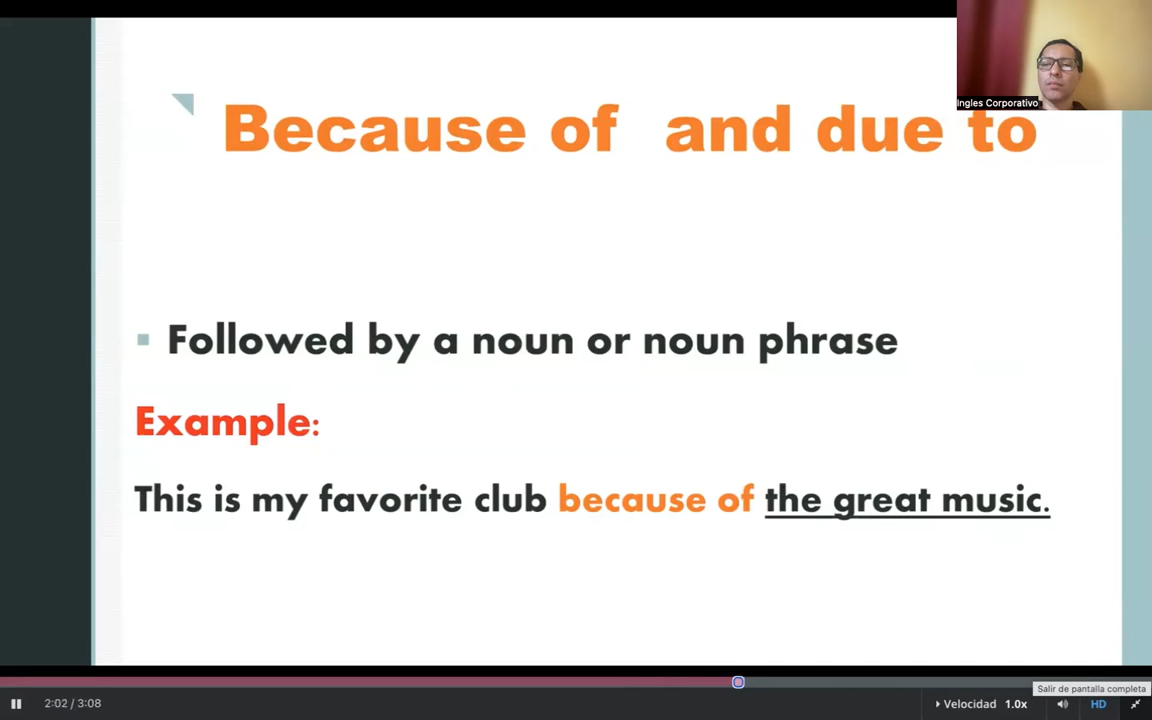 Ingles Corporativo
Because of and due to
Followed by a noun or noun phrase
Example:
This is my favorite club because of the great music.
Salir de pantalla completa
2:02 / 3:08
Velocidad 1.0x
HD